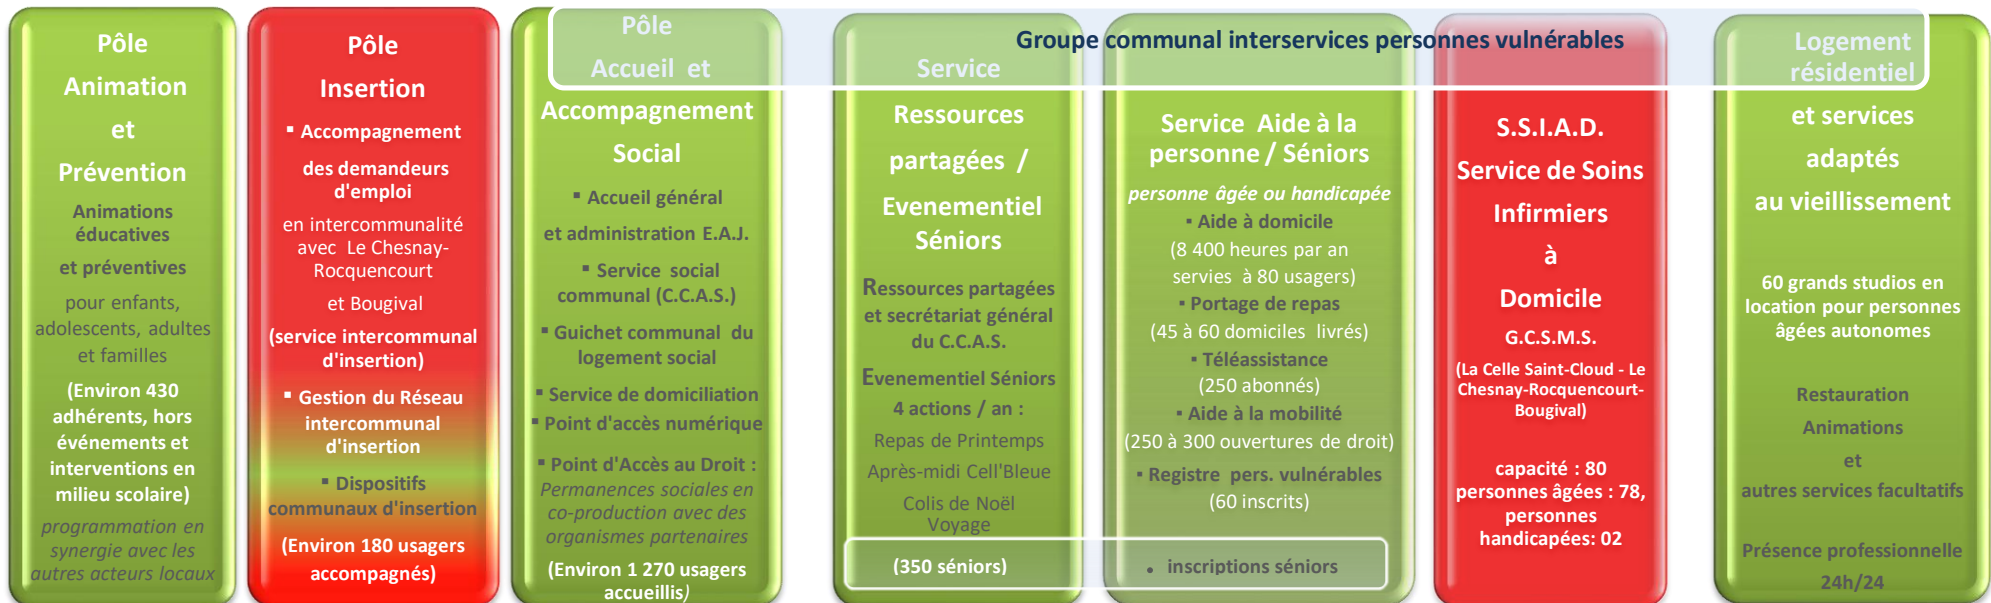 Groupe communal interservices personnes vulnérables
Pôle
Animation
et
Prévention
Animations
éducatives
et préventives
pour enfants,
adolescents, adultes
et familles
(Environ 430
adhérents, hors
événements et
interventions en
milieu scolaire)
programmation en
synergie avec les
autres acteurs locaux
Pôle
Insertion
▪ Accompagnement
des demandeurs
d'emploi
en intercommunalité
avec Le Chesnay-
Rocquencourt
et Bougival
(service intercommunal
d'insertion)
▪ Gestion du Réseau
intercommunal
d'insertion
▪ Dispositifs
communaux d'insertion
(Environ 180 usagers
accompagnés)
Pôle
Accueil et
Accompagnement
Social
▪ Accueil général
et administration E.A.J.
▪ Service social
communal (C.C.A.S.)
▪ Guichet communal du
logement social
▪ Service de domiciliation
▪ Point d'accès numérique
▪ Point d'Accès au Droit :
Permanences sociales en
co-production avec des
organismes partenaires
(Environ 1 270 usagers
accueillis)
Service
Ressources
partagées /
Evenementiel
Séniors
Ressources partagées
et secrétariat général
du C.C.A.S.
Evenementiel Séniors
4 actions / an :
Repas de Printemps
Après-midi Cell'Bleue
Colis de Noël
Voyage
(350 séniors)
Service Aide à la
personne / Séniors
personne âgée ou handicapée
▪ Aide à domicile
(8 400 heures par an
servies à 80 usagers)
▪ Portage de repas
(45 à 60 domiciles livrés)
▪ Téléassistance
(250 abonnés)
▪ Aide à la mobilité
(250 à 300 ouvertures de droit)
▪ Registre pers. vulnérables
(60 inscrits)
• inscriptions séniors
S.S.I.A.D.
Service de Soins
Infirmiers
à
Domicile
G.C.S.M.S.
(La Celle Saint-Cloud - Le
Chesnay-Rocquencourt-
Bougival)
capacité : 80
personnes âgées : 78,
personnes
handicapées: 02
Logement
résidentiel
et services
adaptés
au vieillissement
60 grands studios en
location pour personnes
âgées autonomes
Restauration
Animations
et
autres services facultatifs
Présence professionnelle
24h/24